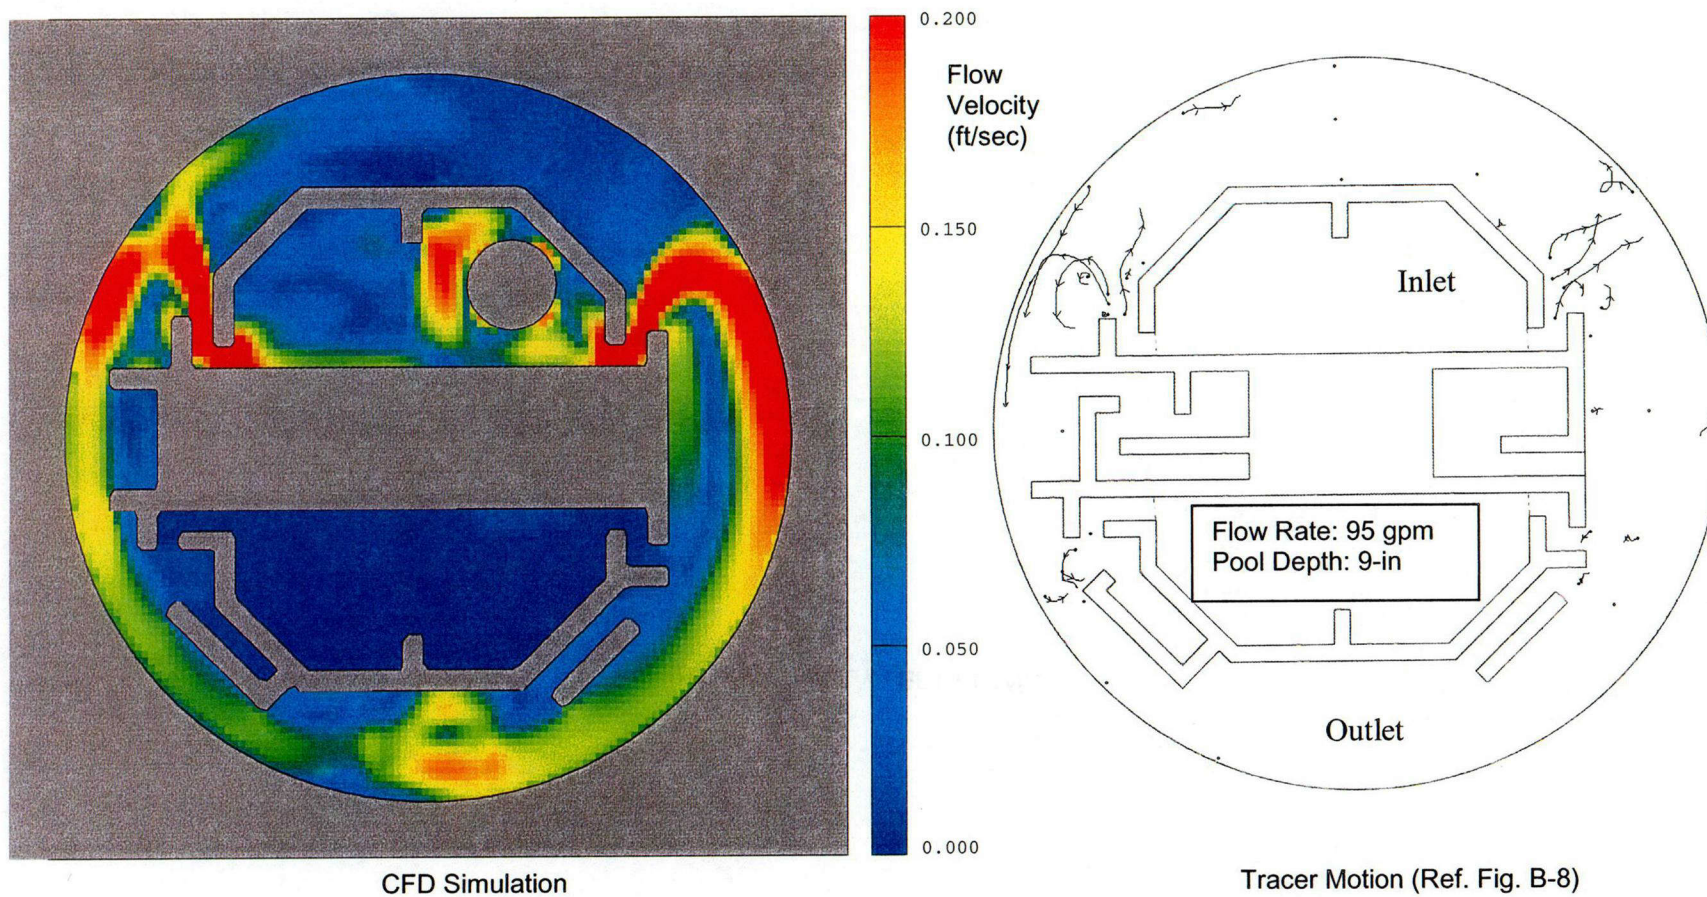 0.200
Flow
Velocity
(ft/sec)
0.150
0.100
0.050
0.000
CFD Simulation
Inlet
Flow Rate: 95 gpm
Pool Depth: 9-in
Outlet
Tracer Motion (Ref. Fig. B-8)